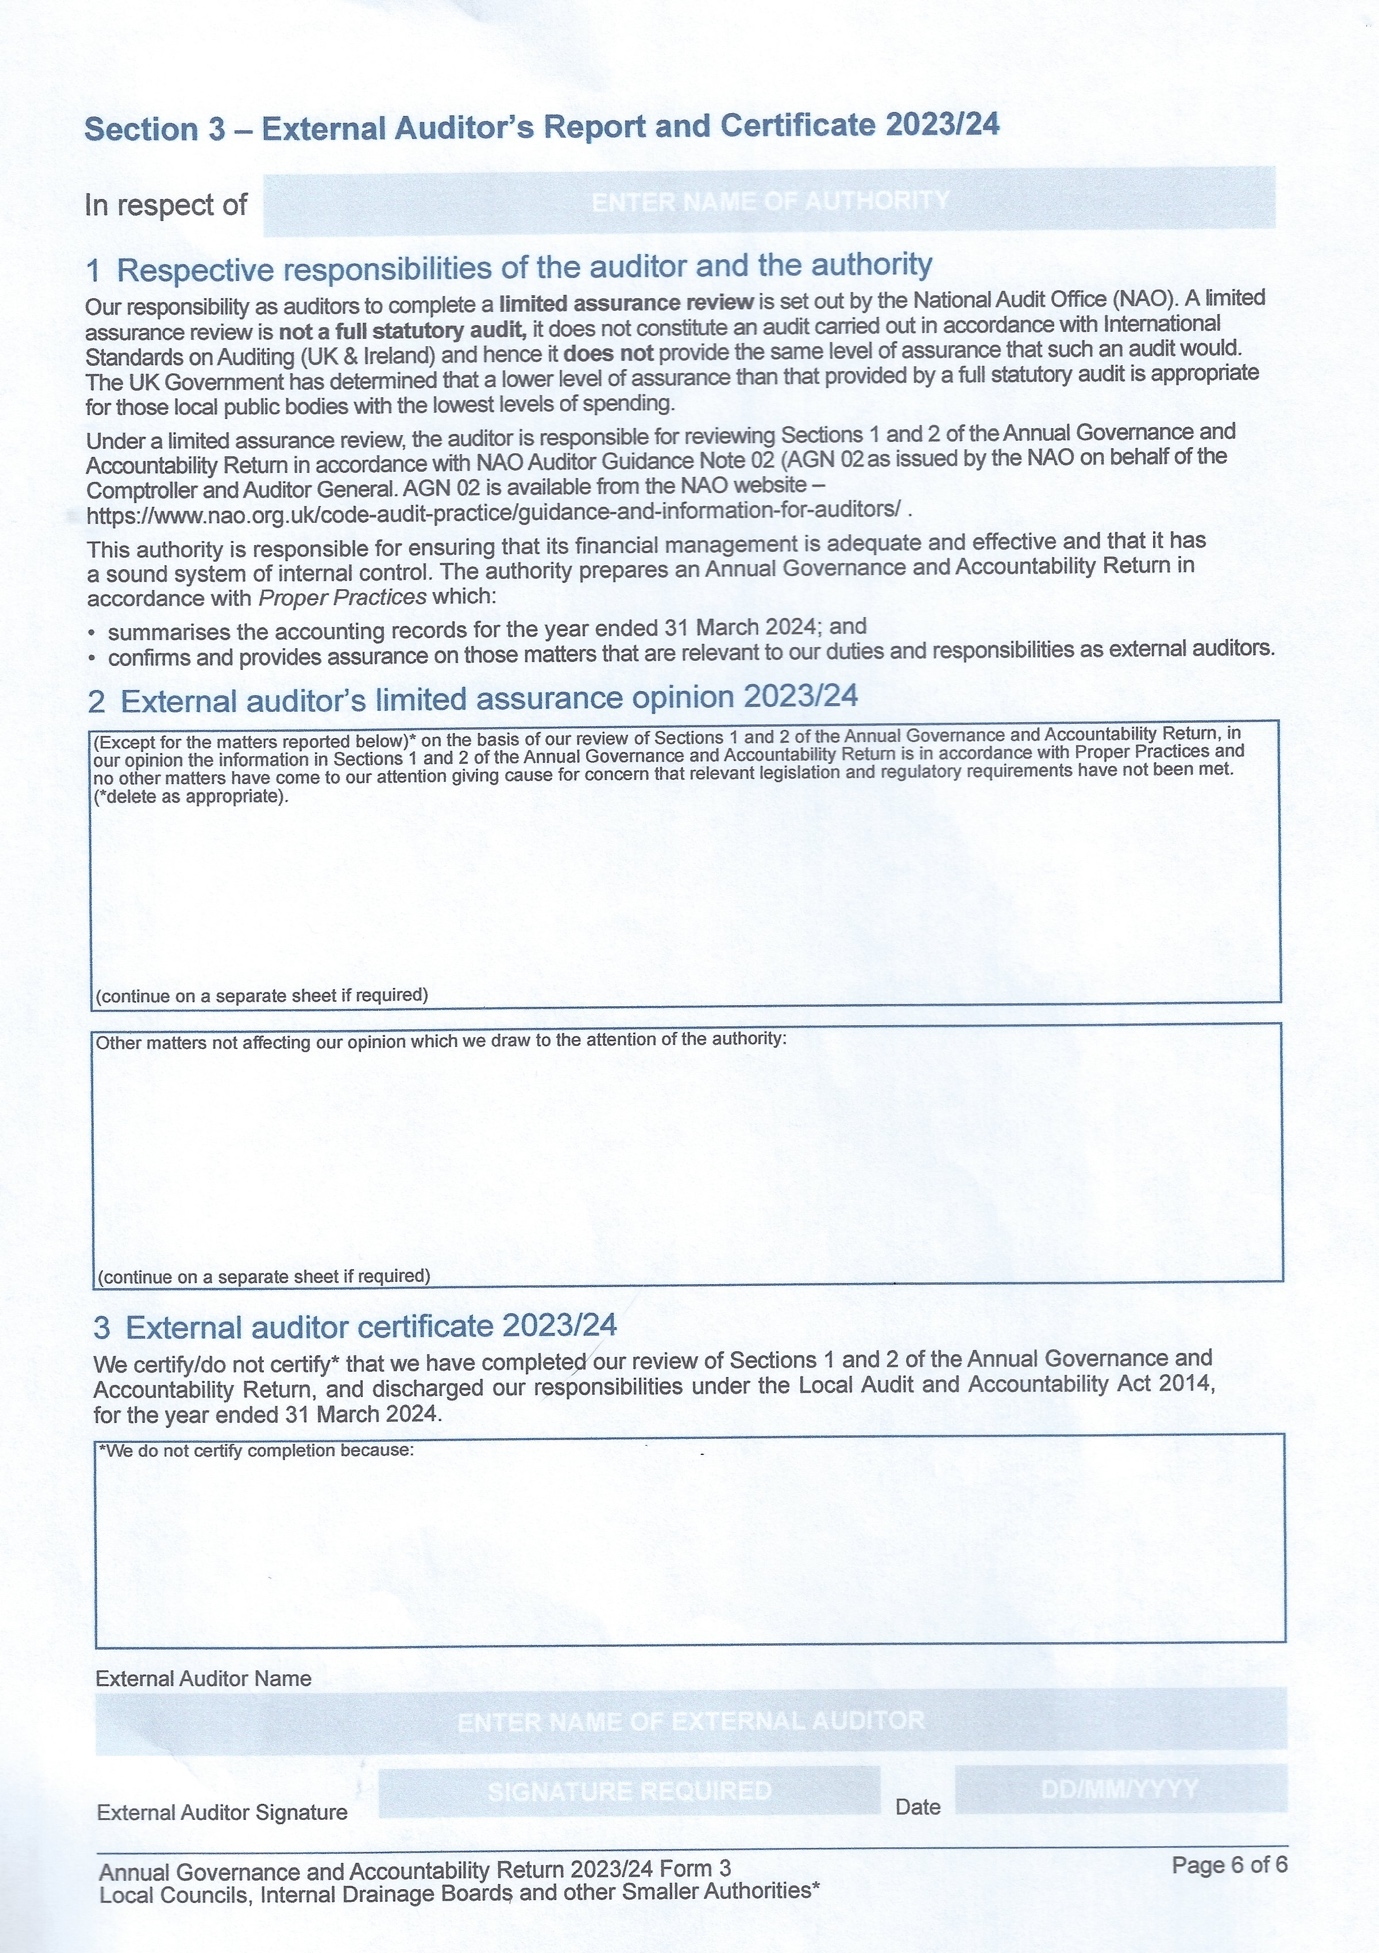 Section 3 – External Auditor's Report and Certificate 2023/24
In respect of
ENTER NAME OF AUTHORITY
1 Respective responsibilities of the auditor and the authority
Our responsibility as auditors to complete a limited assurance review is set out by the National Audit Office (NAO). A limited
assurance review is not a full statutory audit, it does not constitute an audit carried out in accordance with International
Standards on Auditing (UK & Ireland) and hence it does not provide the same level of assurance that such an audit would.
The UK Government has determined that a lower level of assurance than that provided by a full statutory audit is appropriate
for those local public bodies with the lowest levels of spending.
Under a limited assurance review, the auditor is responsible for reviewing Sections 1 and 2 of the Annual Governance and
Accountability Return in accordance with NAO Auditor Guidance Note 02 (AGN 02 as issued by the NAO on behalf of the
Comptroller and Auditor General. AGN 02 is available from the NAO website –
https://www.nao.org.uk/code-audit-practice/guidance-and-information-for-auditors/ .
This authority is responsible for ensuring that its financial management is adequate and effective and that it has
a sound system of internal control. The authority prepares an Annual Governance and Accountability Return in
accordance with Proper Practices which:
• summarises the accounting records for the year ended 31 March 2024; and
• confirms and provides assurance on those matters that are relevant to our duties and responsibilities as external auditors.
2 External auditor's limited assurance opinion 2023/24
(Except for the matters reported below)* on the basis of our review of Sections 1 and 2 of the Annual Governance and Accountability Return, in
our opinion the information in Sections 1 and 2 of the Annual Governance and Accountability Return is in accordance with Proper Practices and
no other matters have come to our attention giving cause for concern that relevant legislation and regulatory requirements have not been met.
(*delete as appropriate).
(continue on a separate sheet if required)
Other matters not affecting our opinion which we draw to the attention of the authority:
(continue on a separate sheet if required)
3 External auditor certificate 2023/24
We certify/do not certify* that we have completed our review of Sections 1 and 2 of the Annual Governance and
Accountability Return, and discharged our responsibilities under the Local Audit and Accountability Act 2014,
for the year ended 31 March 2024.
*We do not certify completion because:
External Auditor Name
ENTER NAME OF EXTERNAL AUDITOR
External Auditor Signature
SIGNATURE REQUIRED
Date
DD/MM/YYYY
Annual Governance and Accountability Return 2023/24 Form 3
Page 6 of 6
Local Councils, Internal Drainage Boards and other Smaller Authorities*